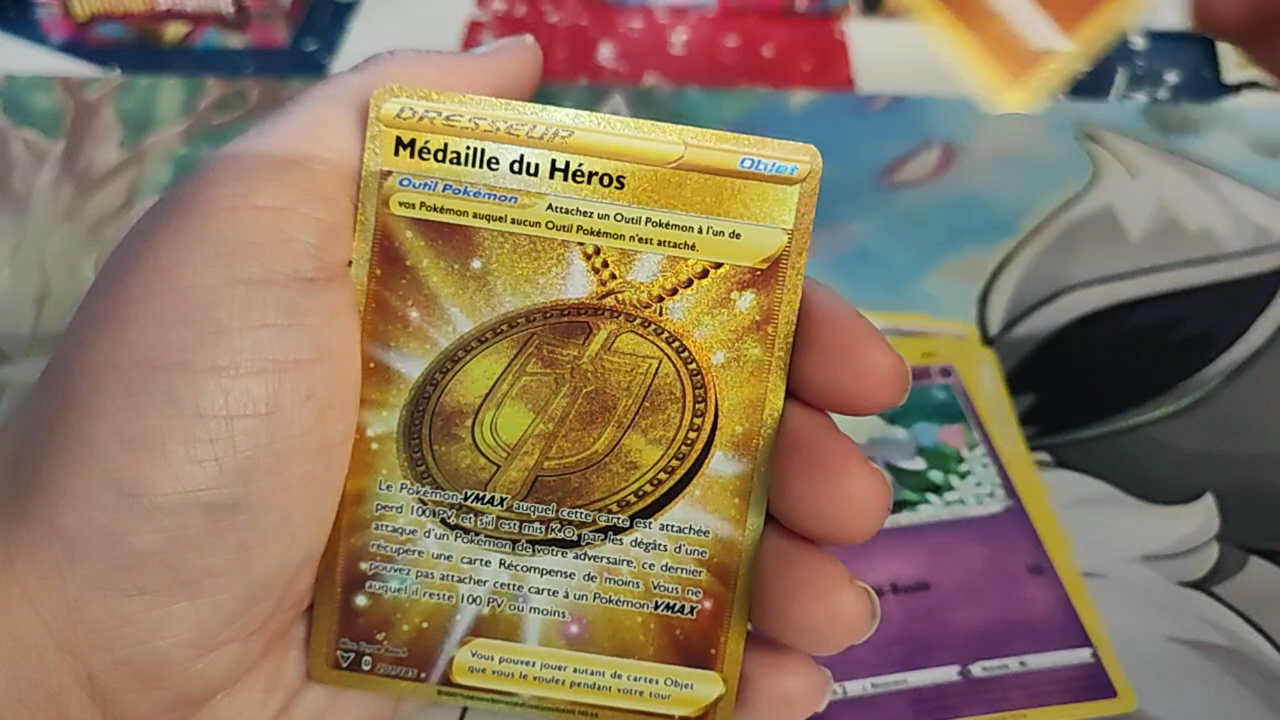 DRESSEUR
Médaille du Héros
Objet
Outil Pokémon
Attachez un Outil Pokémon à l'un de
vos Pokémon auquel aucun Outil Pokémon n'est attaché.
Le Pokémon-VMAX auquel cette carte est attachée
perd 100 PV, et s'il est mis K.O. par les dégâts d'une
attaque d'un Pokémon de votre adversaire, ce dernier
récupère une carte Récompense de moins. Vous ne
pouvez pas attacher cette carte à un Pokémon-VMAX
auquel il reste 100 PV ou moins.
Vous pouvez jouer autant de cartes Objet
que vous le voulez pendant votre tour